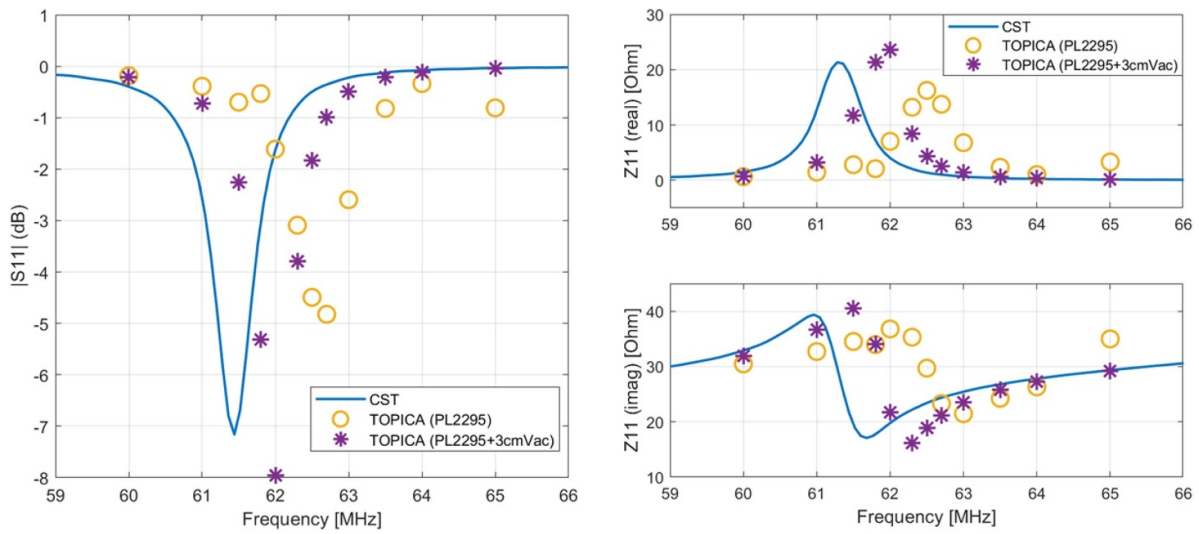 1
0
-1
-2
-3
-4
-5
-6
-7
-8
|S11| (dB)
CST
TOPICA (PL2295)
TOPICA (PL2295+3cmVac)
59 60 61 62 63 64 65 66
Frequency [MHz]
30
20
10
0
Z11 (real) [Ohm]
CST
TOPICA (PL2295)
TOPICA (PL2295+3cmVac)
59 60 61 62 63 64 65 66
40
30
20
10
Z11 (imag) [Ohm]
59 60 61 62 63 64 65 66
Frequency [MHz]